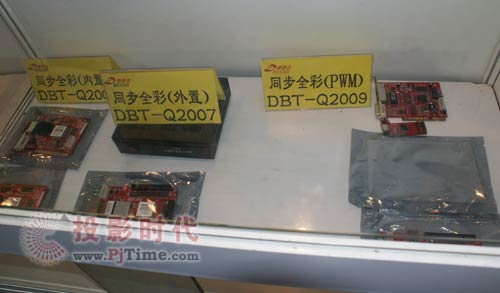 同步全彩(内置)
DBT-Q200
同步全彩(外置)
DBT-Q2007
同步全彩(PWM)
DBT-Q2009
投影时代
www.PjTime.com